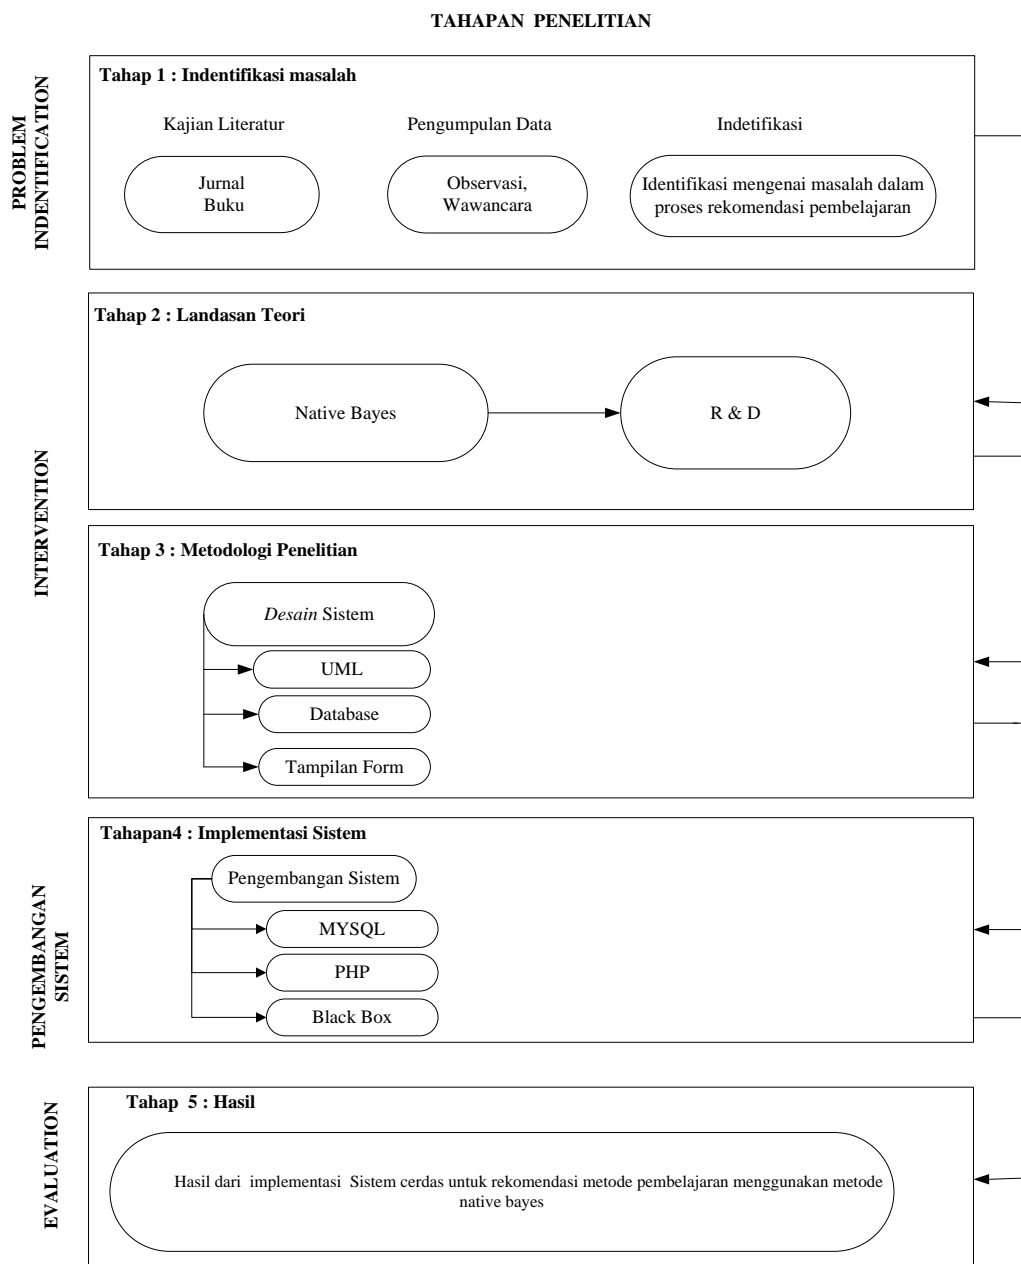 TAHAPAN PENELITIAN
PROBLEM
INDENTIFICATION
Tahap 1 : Indentifikasi masalah
Kajian Literatur
Pengumpulan Data
Indetifikasi
Jurnal
Buku
Observasi,
Wawancara
Identifikasi mengenai masalah dalam
proses rekomendasi pembelajaran
INTERVENTION
Tahap 2 : Landasan Teori
Native Bayes
R & D
Tahap 3 : Metodologi Penelitian
Desain Sistem
UML
Database
Tampilan Form
PENGEMBANGAN
SISTEM
Tahapan4 : Implementasi Sistem
Pengembangan Sistem
MYSQL
PHP
Black Box
EVALUATION
Tahap 5 : Hasil
Hasil dari implementasi Sistem cerdas untuk rekomendasi metode pembelajaran menggunakan metode
native bayes